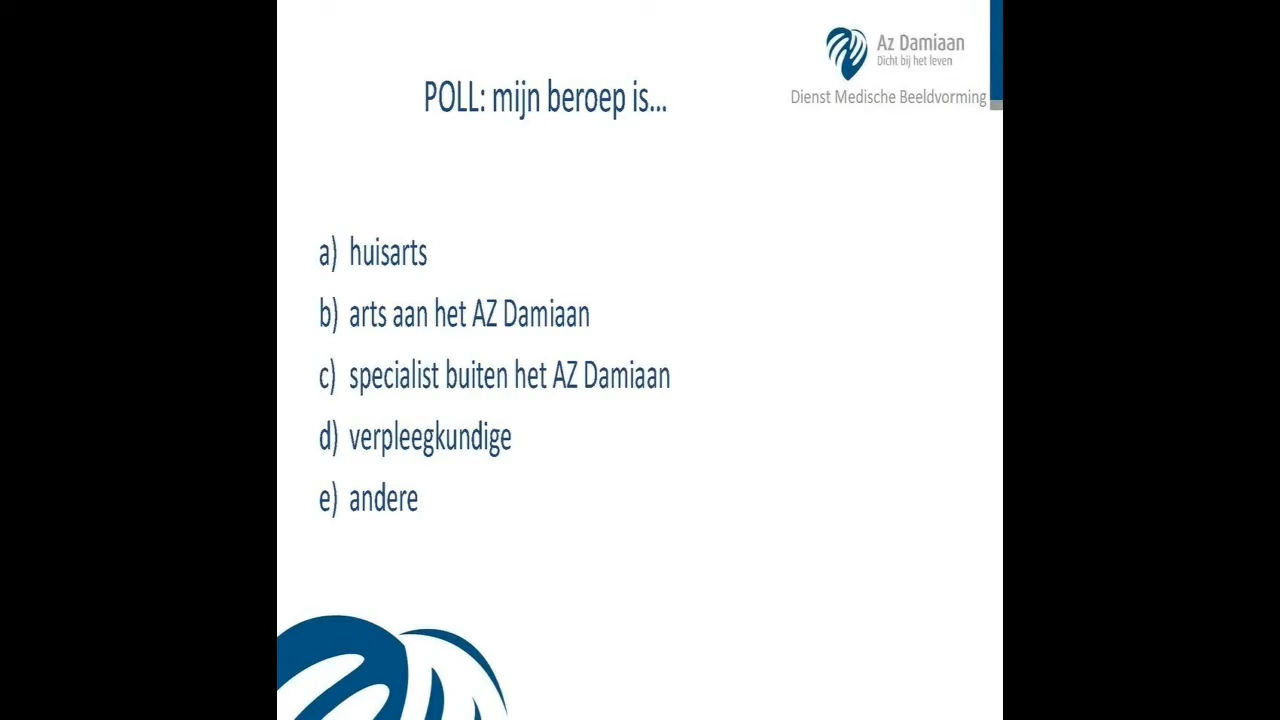 Az Damiaan
Dicht bij het leven
Dienst Medische Beeldvorming
POLL: mijn beroep is...
a) huisarts
b) arts aan het AZ Damiaan
c) specialist buiten het AZ Damiaan
d) verpleegkundige
e) andere